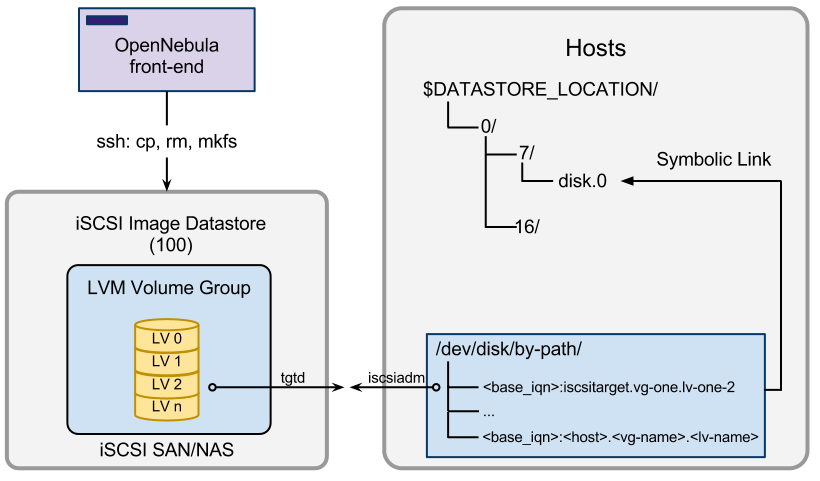 OpenNebula
front-end
ssh: cp, rm, mkfs
iSCSI Image Datastore
(100)
LVM Volume Group
LV 0
LV 1
LV 2
LV n
iSCSI SAN/NAS
tgtd
iscsiadm
Hosts
$DATASTORE_LOCATION/
0/
7/
disk.0
16/
Symbolic Link
/dev/disk/by-path/
<base_iqn>:iscsitarget.vg-one.lv-one-2
...
<base_iqn>:<host>.<vg-name>.<lv-name>